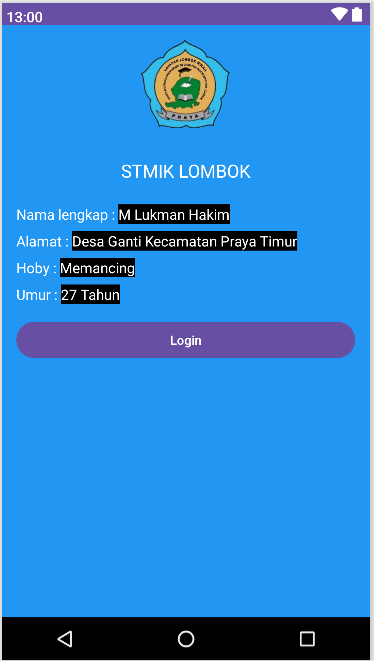 13:00
PRAYA
STMIK LOMBOK
Nama lengkap : M Lukman Hakim
Alamat : Desa Ganti Kecamatan Praya Timur
Hoby : Memancing
Umur : 27 Tahun
Login